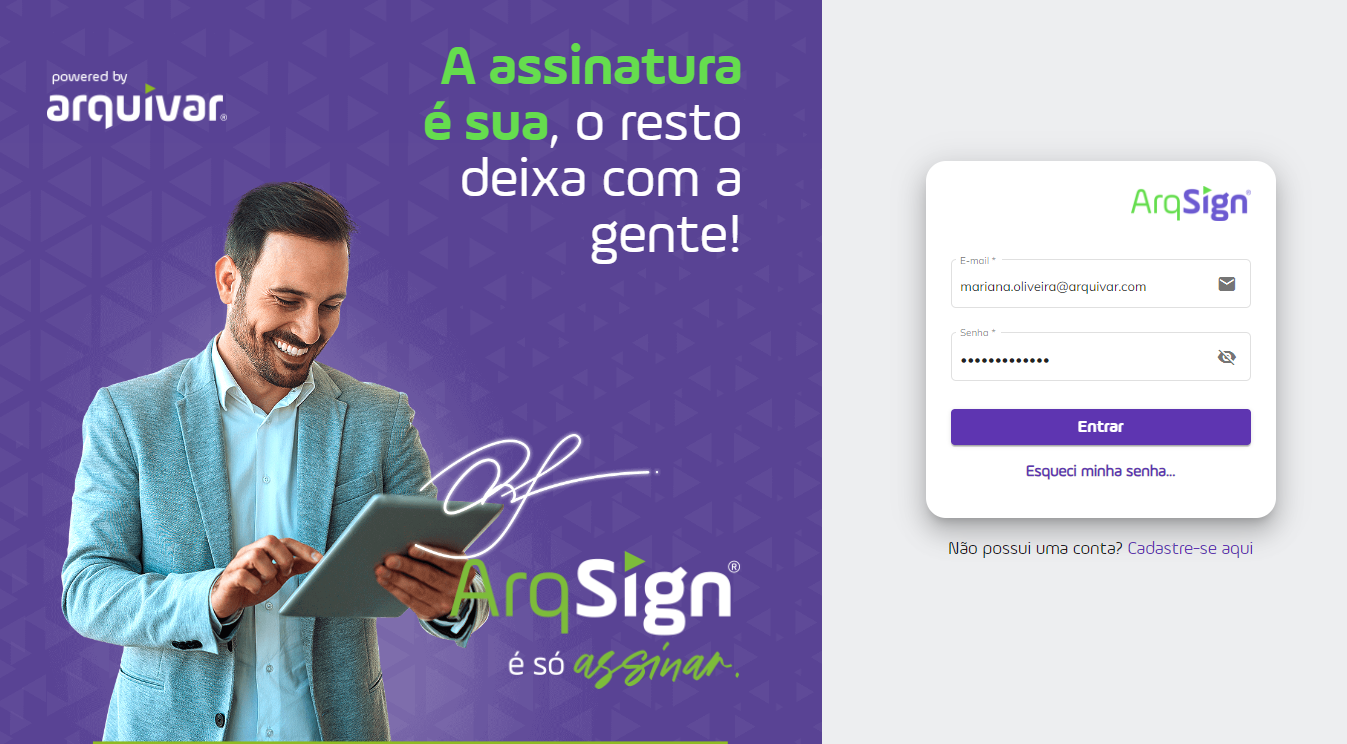 powered by
arquivar®
A assinatura
é sua, o resto
deixa com a
gente!
ArqSign®
é só assinar.
ArqSign®
E-mail *
mariana.oliveira@arquivar.com
Senha *
•••••••••••••
Entrar
Esqueci minha senha...
Não possui uma conta? Cadastre-se aqui